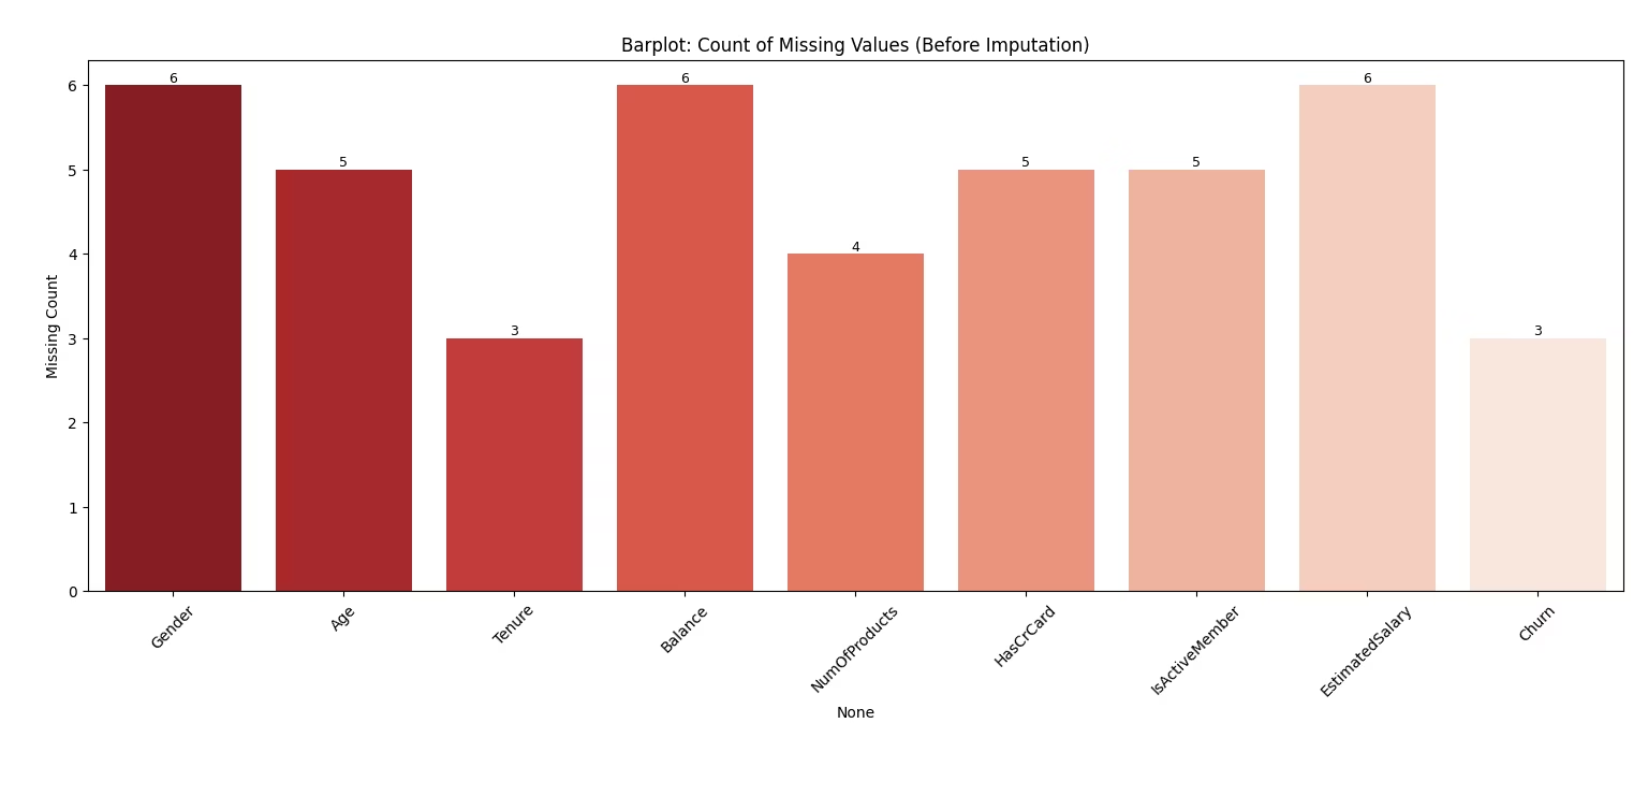 Barplot: Count of Missing Values (Before Imputation)
Missing Count
6
5
4
3
2
1
0
6
5
3
6
4
5
5
6
3
Gender
Age
Tenure
Balance
NumOfProducts
HasCrCard
IsActiveMember
EstimatedSalary
Churn
None